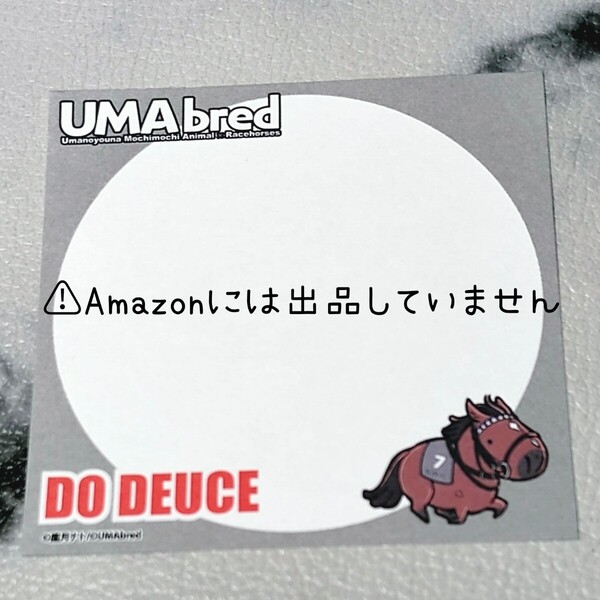 UMAbred
Umanoyouna Mochimochi Animal - Racehorses
⚠Amazonには出品していません
7
DO DEUCE
/©UMAbred